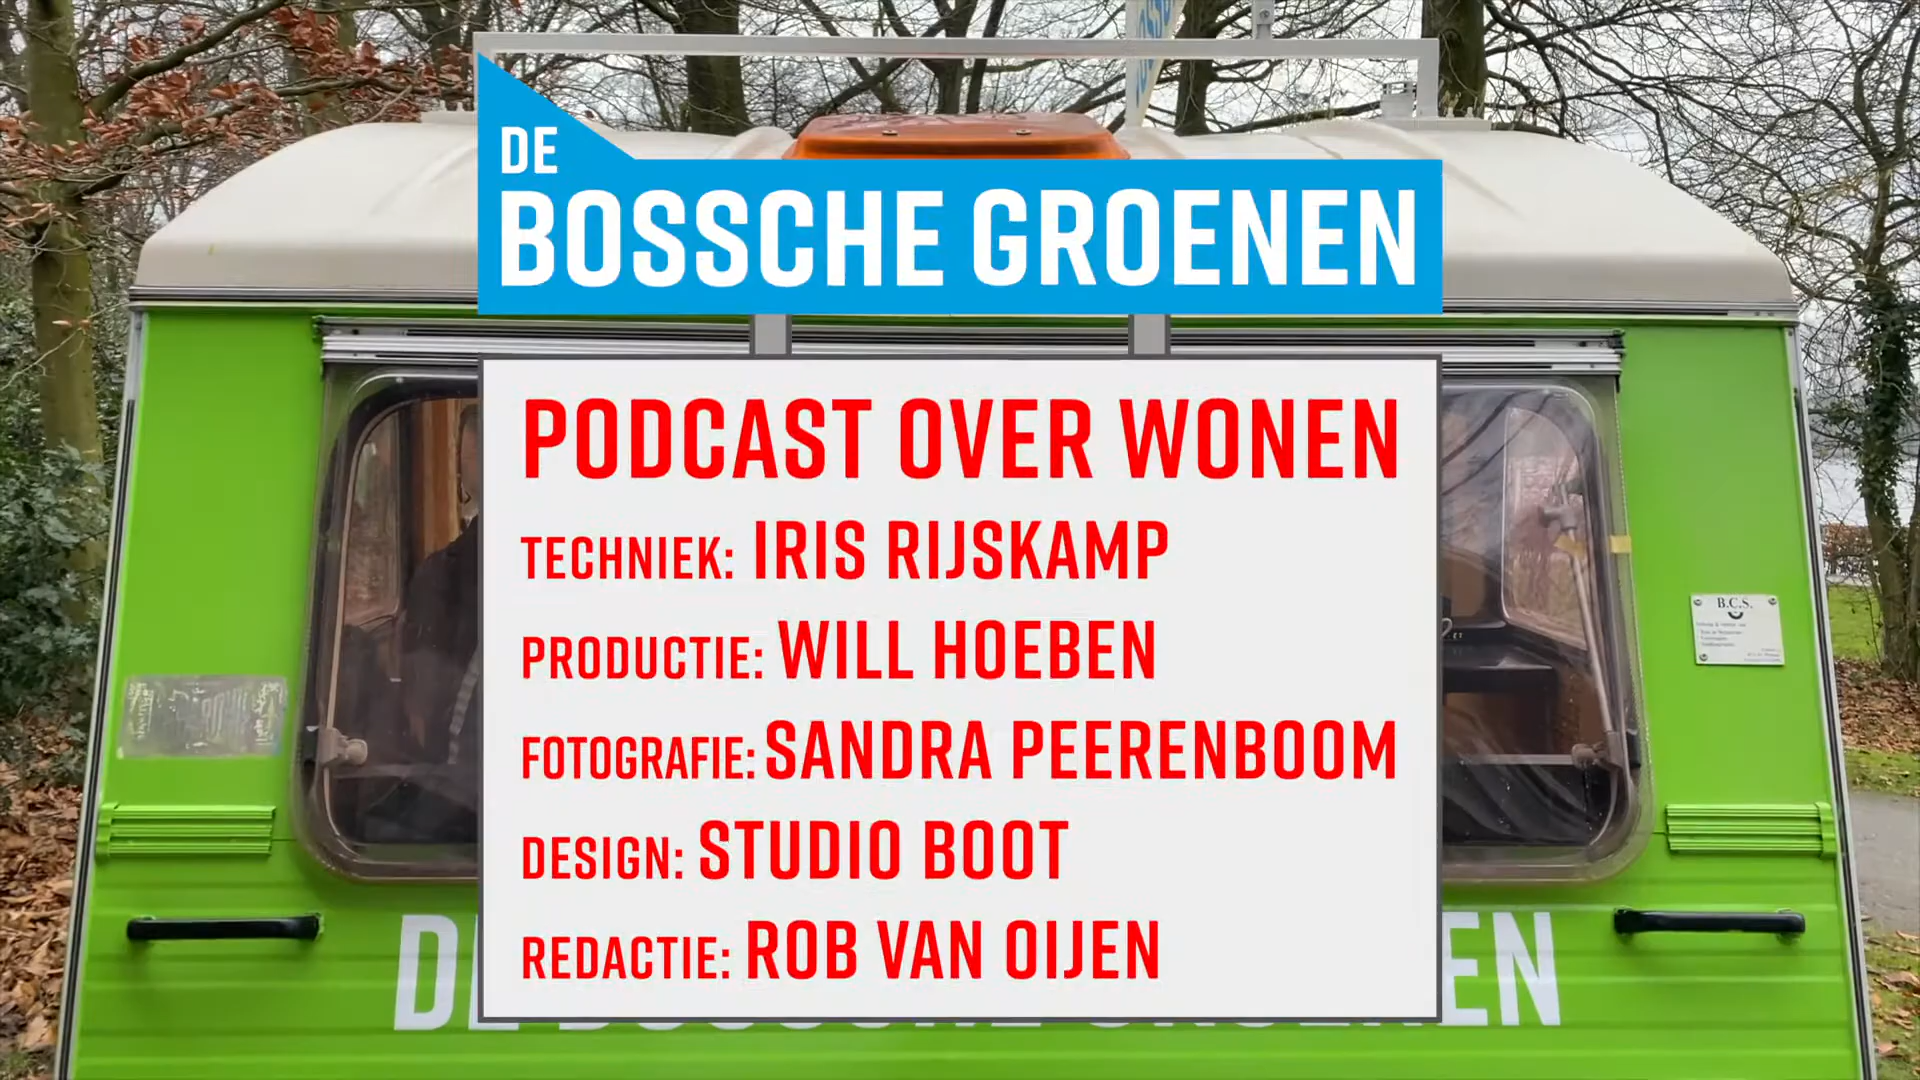 DE
BOSSCHE GROENEN
PODCAST OVER WONEN
TECHNIEK: IRIS RIJSKAMP
PRODUCTIE: WILL HOEBEN
FOTOGRAFIE: SANDRA PEERENBOOM
DESIGN: STUDIO BOOT
REDACTIE: ROB VAN OIJEN
B.C.S.